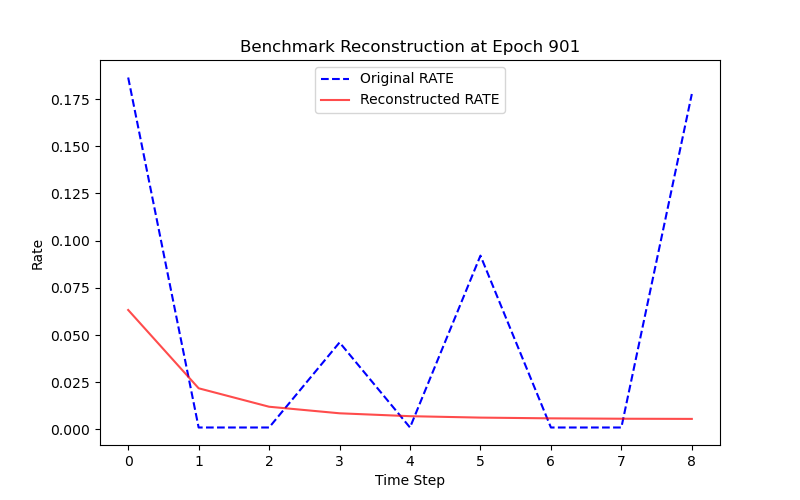 Benchmark Reconstruction at Epoch 901
Original RATE
Reconstructed RATE
0.175
0.150
0.125
0.100
0.075
0.050
0.025
0.000
Rate
0 1 2 3 4 5 6 7 8
Time Step